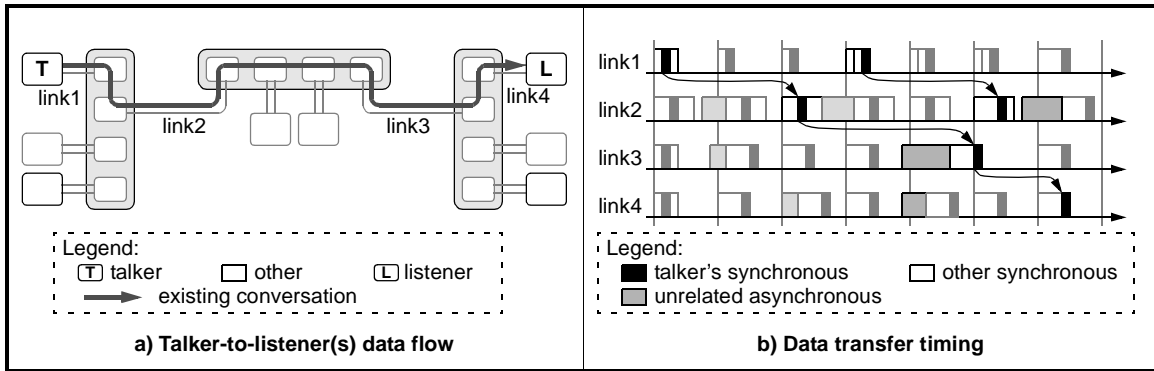 T
link1
link2
link3
L
link4
Legend:
T talker
other
L listener
existing conversation
a) Talker-to-listener(s) data flow
link1
link2
link3
link4
Legend:
talker's synchronous
other synchronous
unrelated asynchronous
b) Data transfer timing